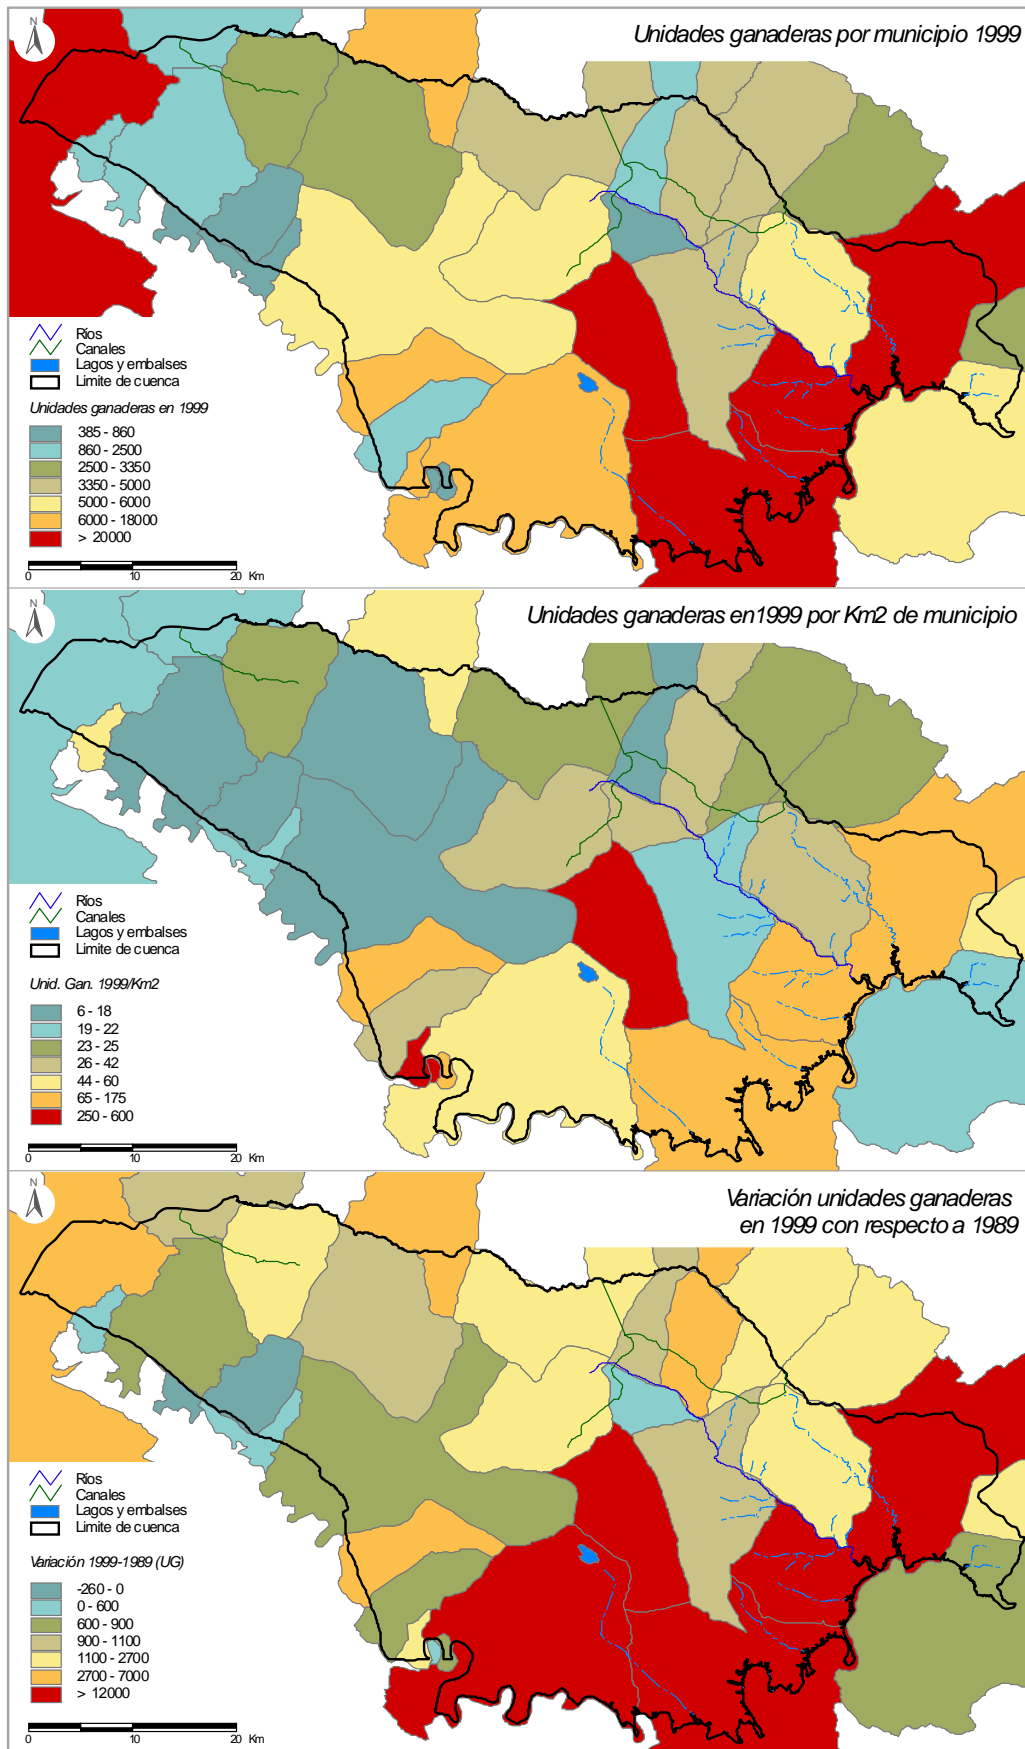 N
Unidades ganaderas por municipio 1999
Ríos
Canales
Lagos y embalses
Limite de cuenca
Unidades ganaderas en 1999
385 - 860
860 - 2500
2500 - 3350
3350 - 5000
5000 - 6000
6000 - 18000
> 20000
0 10 20 Km
N
Unidades ganaderas en1999 por Km2 de municipio
Ríos
Canales
Lagos y embalses
Limite de cuenca
Unid. Gan. 1999/Km2
6 - 18
19 - 22
23 - 25
26 - 42
44 - 60
65 - 175
250 - 600
0 10 20 Km
N
Variación unidades ganaderas
en 1999 con respecto a 1989
Ríos
Canales
Lagos y embalses
Limite de cuenca
Variación 1999-1989 (UG)
-260 - 0
0 - 600
600 - 900
900 - 1100
1100 - 2700
2700 - 7000
> 12000
0 10 20 Km